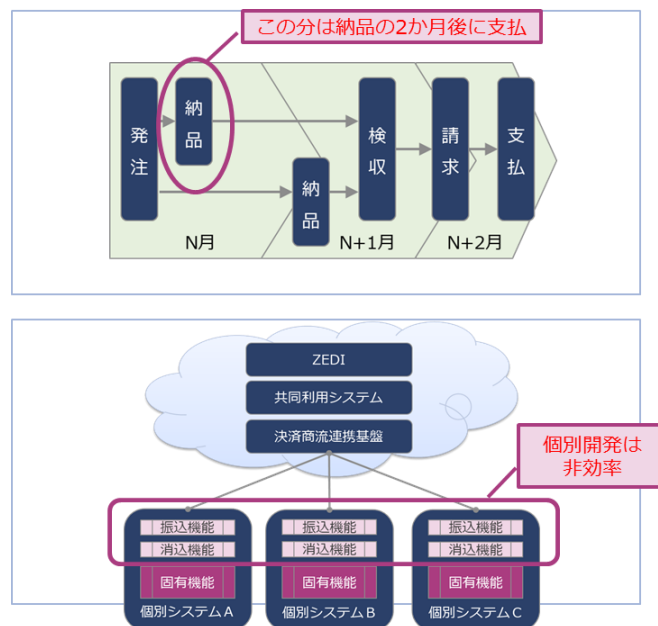 この分は納品の2か月後に支払
発注
納品
納品
検収
請求
支払
N月
N+1月
N+2月
ZEDI
共同利用システム
決済商流連携基盤
個別開発は
非効率
振込機能
消込機能
固有機能
個別システムA
振込機能
消込機能
固有機能
個別システムB
振込機能
消込機能
固有機能
個別システムC